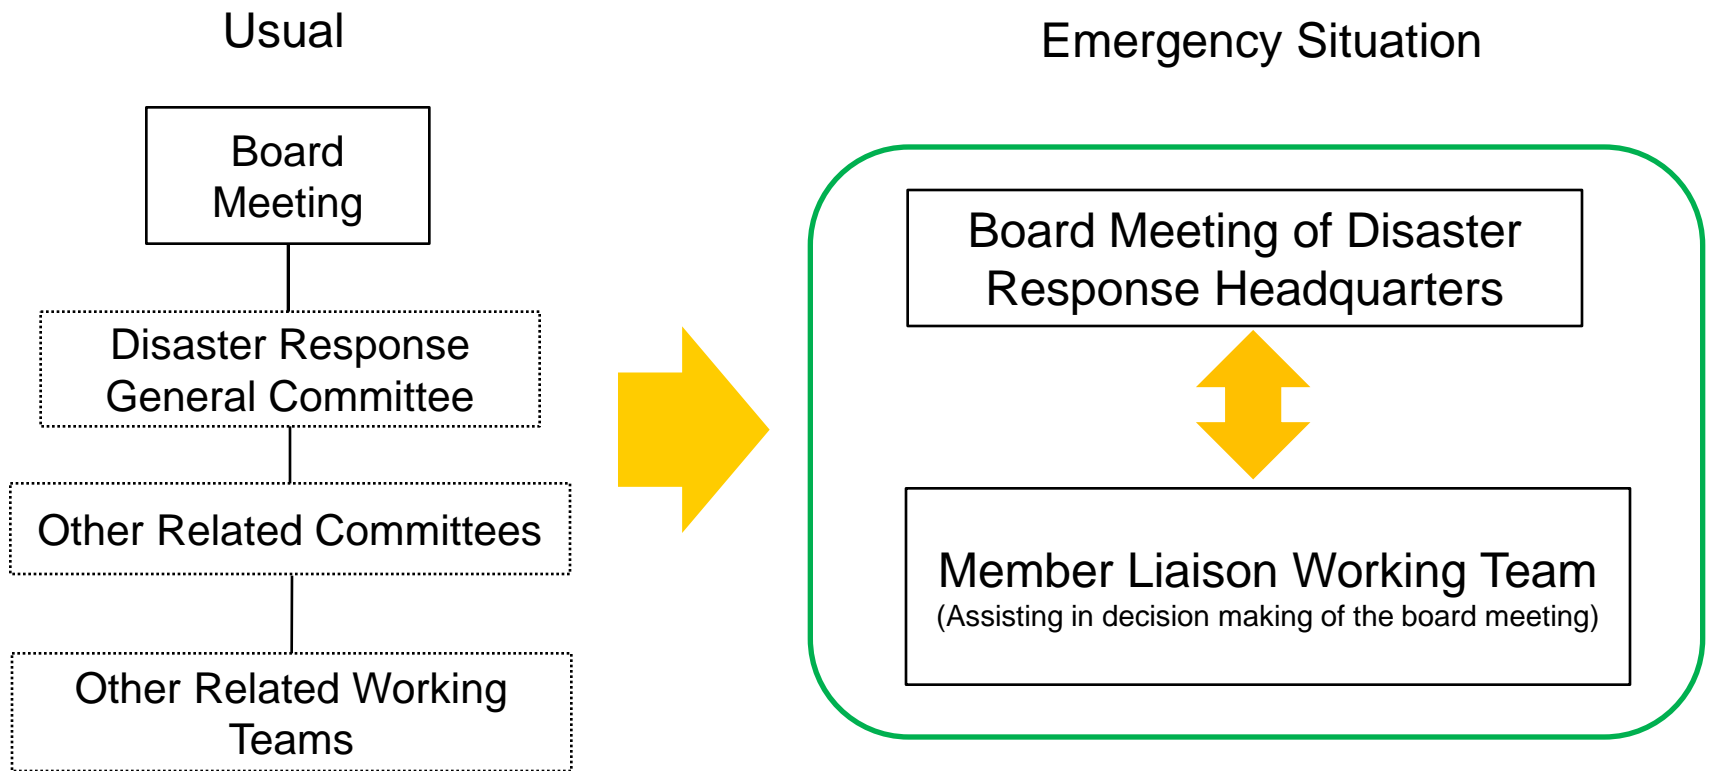 Usual
Board
Meeting
Disaster Response
General Committee
Other Related Committees
Other Related Working
Teams
Emergency Situation
Board Meeting of Disaster
Response Headquarters
Member Liaison Working Team
(Assisting in decision making of the board meeting)